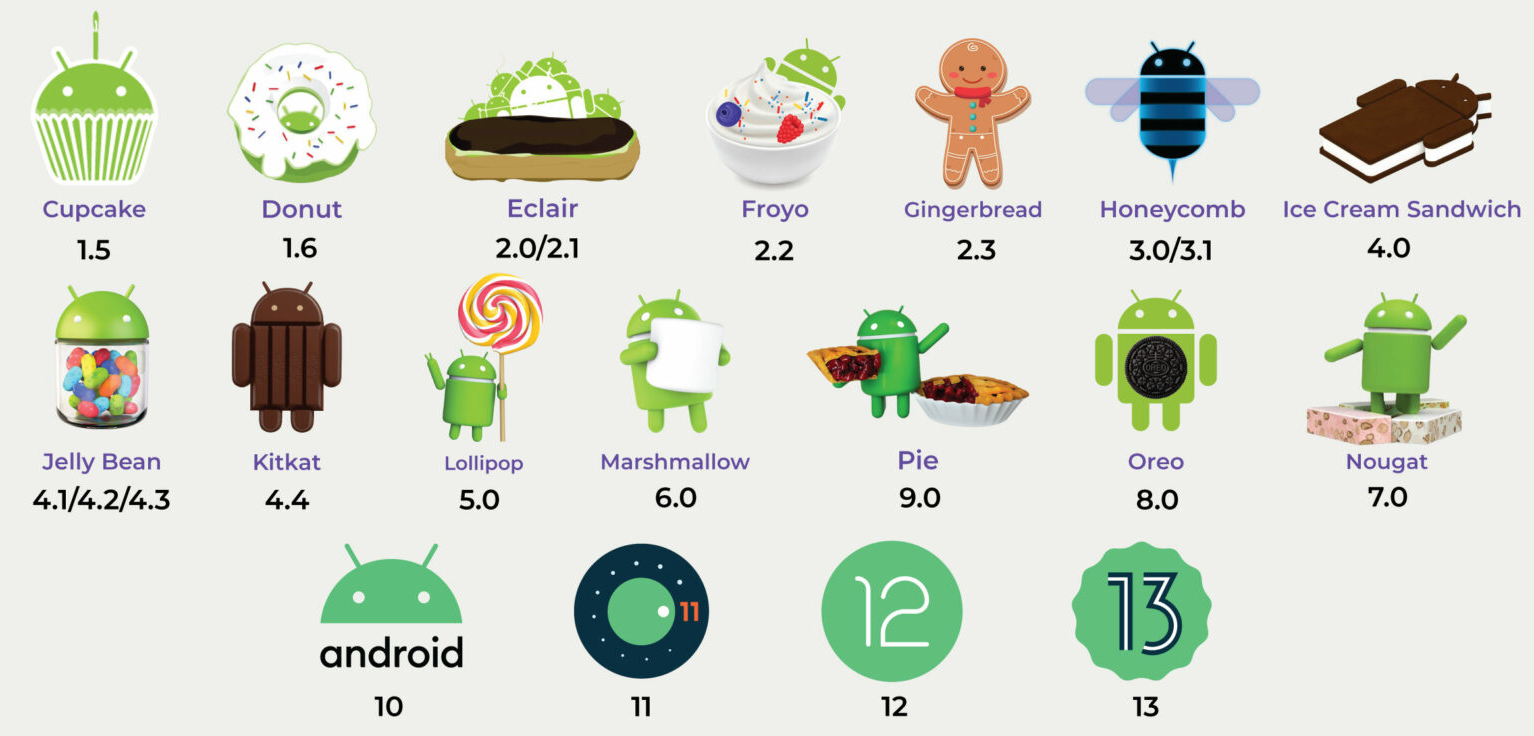 Cupcake
Donut
Eclair
Froyo
Gingerbread
Honeycomb
Ice Cream Sandwich
1.5
1.6
2.0/2.1
2.2
2.3
3.0/3.1
4.0
OREO
Jelly Bean
Kitkat
Lollipop
Marshmallow
Pie
Oreo
Nougat
4.1/4.2/4.3
4.4
5.0
6.0
9.0
8.0
7.0
11
12
13
android
10
11
12
13